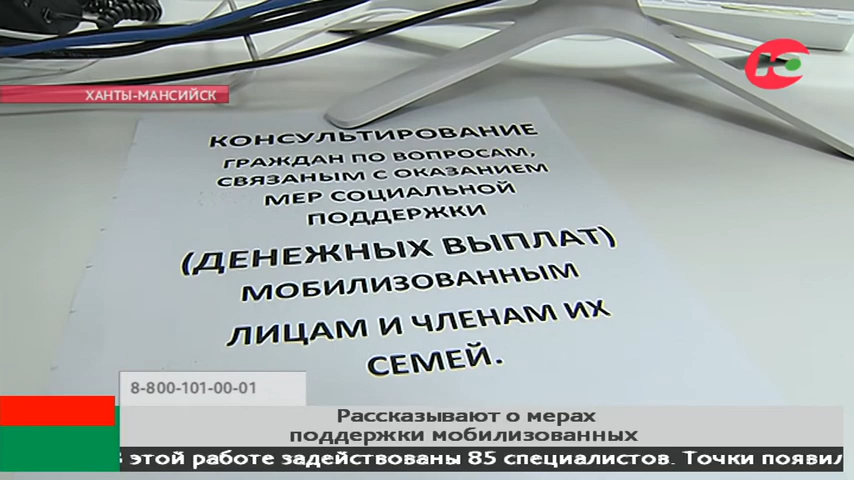 Ю
ХАНТЫ-МАНСИЙСК
КОНСУЛЬТИРОВАНИЕ
ГРАЖДАН ПО ВОПРОСАМ,
СВЯЗАНЫМ С ОКАЗАНИЕМ
МЕР СОЦИАЛЬНОЙ
ПОДДЕРЖКИ
(ДЕНЕЖНЫХ ВЫПЛАТ)
МОБИЛИЗОВАННЫМ
ЛИЦАМ И ЧЛЕНАМ ИХ
СЕМЕЙ.
8-800-101-00-01
Рассказывают о мерах
поддержки мобилизованных
В этой работе задействованы 85 специалистов. Точки